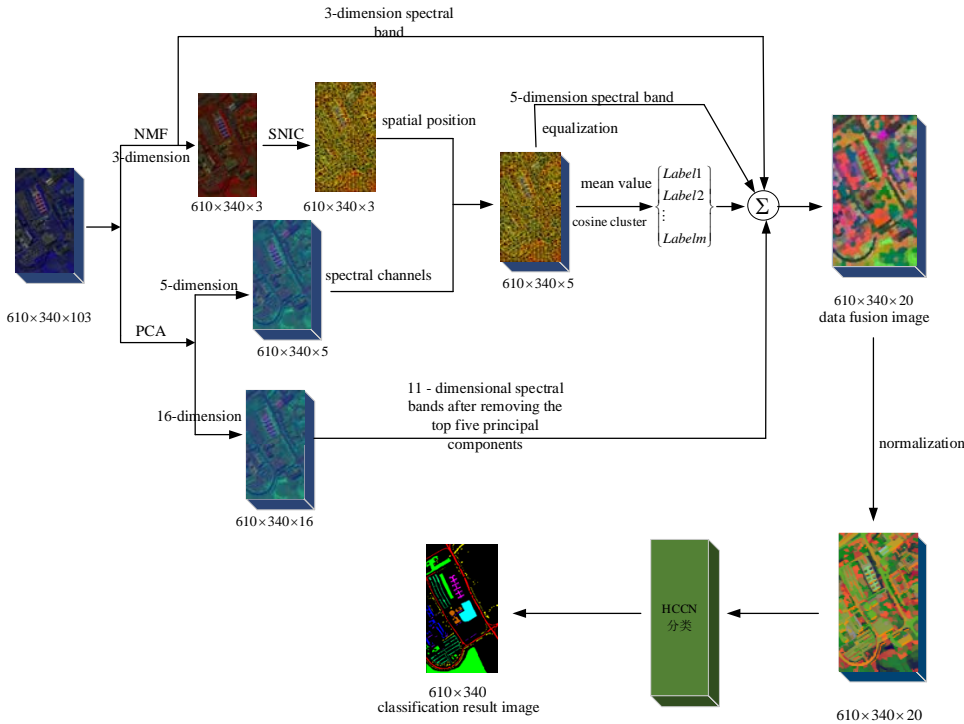 3-dimension spectral
band
NMF
3-dimension
SNIC
spatial position
5-dimension spectral band
equalization
610×340×3
610×340×3
mean value
cosine cluster
Label1
Label2
⋮
Labelm
Σ
610×340×103
5-dimension
spectral channels
610×340×5
610×340×20
data fusion image
PCA
610×340×5
16-dimension
11 - dimensional spectral
bands after removing the
top five principal
components
610×340×16
normalization
HCCN
分类
610×340
classification result image
610×340×20